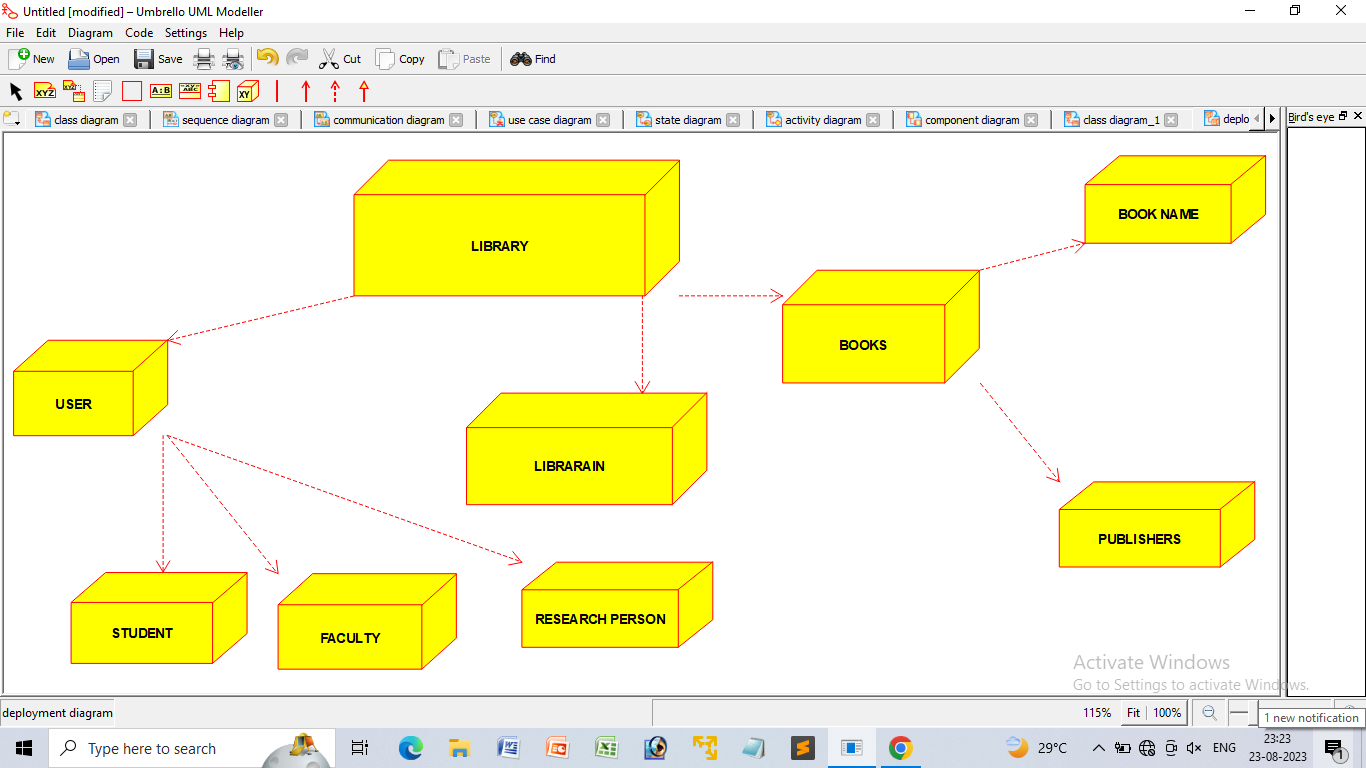 Untitled [modified] – Umbrello UML Modeller
File Edit Diagram Code Settings Help
New Open Save Cut Copy Paste Find
XYZ XYZ A:B XY
class diagram sequence diagram communication diagram use case diagram state diagram activity diagram component diagram class diagram_1 deplo Bird's eye
BOOK NAME
LIBRARY
BOOKS
USER
LIBRARAIN
PUBLISHERS
STUDENT
FACULTY
RESEARCH PERSON
Activate Windows
Go to Settings to activate Windows.
deployment diagram 115% Fit 100%
1 new notification
Type here to search 29°C ENG 23:23
23-08-2023 1